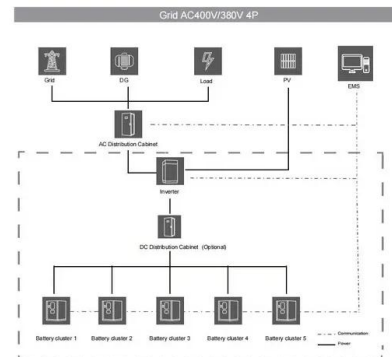 Grid AC400V/380V 4P
Grid
DG
Load
PV
EMS
AC Distribution Cabinet
Inverter
DC Distribution Cabinet (Optional)
Battery cluster 1
Battery cluster 2
Battery cluster 3
Battery cluster 4
Battery cluster 5
Communication
Power